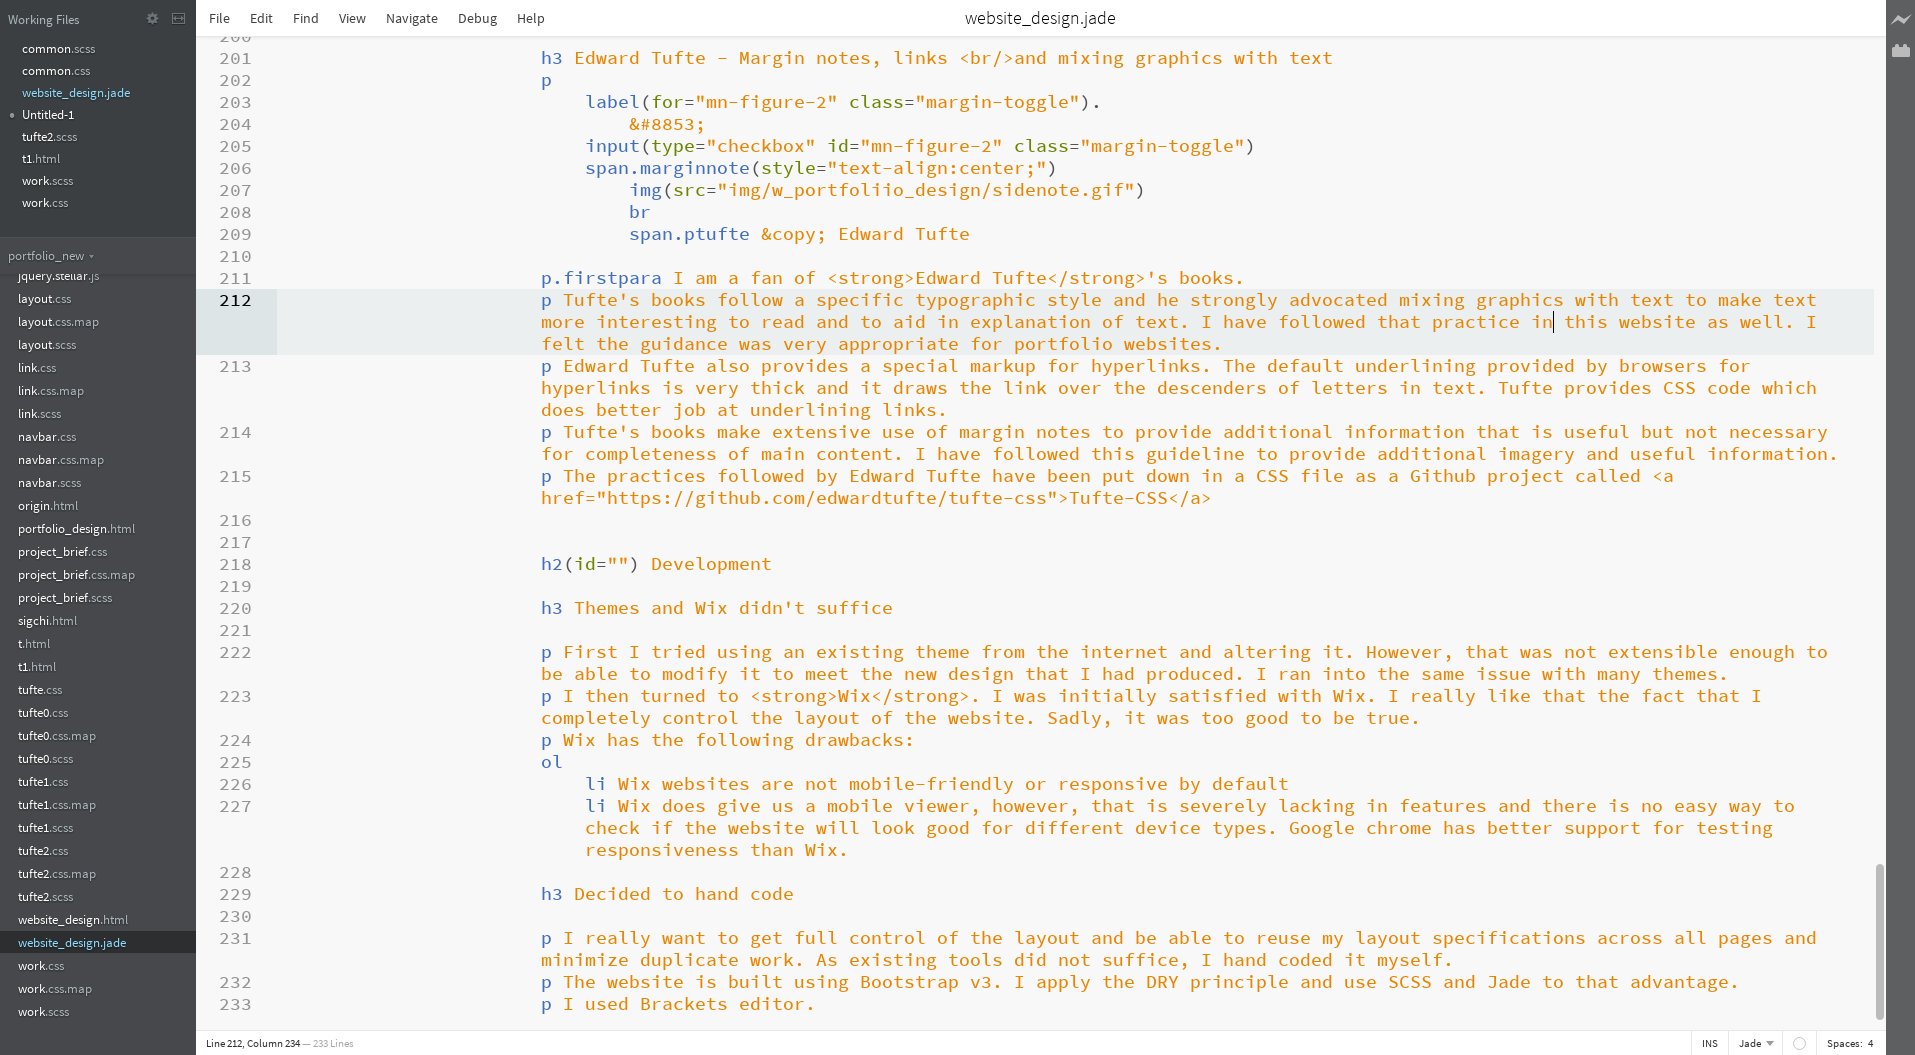 Working Files
common.scss
common.css
website_design.jade
Untitled-1
tufte2.scss
t1.html
work.scss
work.css
portfolio_new
jquery.stellar.js
layout.css
layout.css.map
layout.scss
link.css
link.css.map
link.scss
navbar.css
navbar.css.map
navbar.scss
origin.html
portfolio_design.html
project_brief.css
project_brief.css.map
project_brief.scss
sigchi.html
t.html
t1.html
tufte.css
tufte0.css
tufte0.css.map
tufte0.scss
tufte1.css
tufte1.css.map
tufte1.scss
tufte2.css
tufte2.css.map
tufte2.scss
website_design.html
website_design.jade
work.css
work.css.map
work.scss
File Edit Find View Navigate Debug Help
website_design.jade
200
201 h3 Edward Tufte - Margin notes, links <br/>and mixing graphics with text
202 p
203 label(for="mn-figure-2" class="margin-toggle").
204 &#8853;
205 input(type="checkbox" id="mn-figure-2" class="margin-toggle")
206 span.marginnote(style="text-align:center;")
207 img(src="img/w_portfoliio_design/sidenote.gif")
208 br
209 span.ptufte &copy; Edward Tufte
210
211 p.firstpara I am a fan of <strong>Edward Tufte</strong>'s books.
212 p Tufte's books follow a specific typographic style and he strongly advocated mixing graphics with text to make text
more interesting to read and to aid in explanation of text. I have followed that practice in this website as well. I
felt the guidance was very appropriate for portfolio websites.
213 p Edward Tufte also provides a special markup for hyperlinks. The default underlining provided by browsers for
hyperlinks is very thick and it draws the link over the descenders of letters in text. Tufte provides CSS code which
does better job at underlining links.
214 p Tufte's books make extensive use of margin notes to provide additional information that is useful but not necessary
for completeness of main content. I have followed this guideline to provide additional imagery and useful information.
215 p The practices followed by Edward Tufte have been put down in a CSS file as a Github project called <a
href="https://github.com/edwardtufte/tufte-css">Tufte-CSS</a>
216
217
218 h2(id="") Development
219
220 h3 Themes and Wix didn't suffice
221
222 p First I tried using an existing theme from the internet and altering it. However, that was not extensible enough to
be able to modify it to meet the new design that I had produced. I ran into the same issue with many themes.
223 p I then turned to <strong>Wix</strong>. I was initially satisfied with Wix. I really like that the fact that I
completely control the layout of the website. Sadly, it was too good to be true.
224 p Wix has the following drawbacks:
225 ol
226 li Wix websites are not mobile-friendly or responsive by default
227 li Wix does give us a mobile viewer, however, that is severely lacking in features and there is no easy way to
check if the website will look good for different device types. Google chrome has better support for testing
responsiveness than Wix.
228
229 h3 Decided to hand code
230
231 p I really want to get full control of the layout and be able to reuse my layout specifications across all pages and
minimize duplicate work. As existing tools did not suffice, I hand coded it myself.
232 p The website is built using Bootstrap v3. I apply the DRY principle and use SCSS and Jade to that advantage.
233 p I used Brackets editor.
Line 212, Column 234 — 233 Lines
INS Jade Spaces: 4